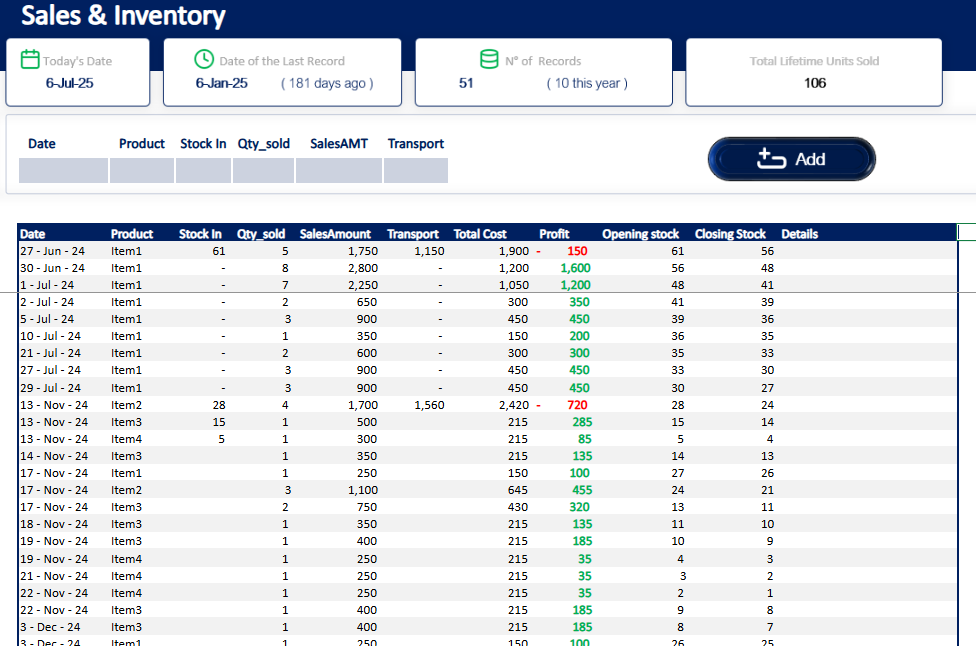 Sales & Inventory
Today's Date
6-Jul-25
Date of the Last Record
6-Jan-25 ( 181 days ago )
N° of Records
51 ( 10 this year )
Total Lifetime Units Sold
106
Date Product Stock In Qty_sold SalesAMT Transport
Add
Date Product Stock In Qty_sold SalesAmount Transport Total Cost Profit Opening stock Closing Stock Details
27 - Jun - 24 Item1 61 5 1,750 1,150 1,900 - 150 61 56
30 - Jun - 24 Item1 - 8 2,800 - 1,200 1,600 56 48
1 - Jul - 24 Item1 - 7 2,250 - 1,050 1,200 48 41
2 - Jul - 24 Item1 - 2 650 - 300 350 41 39
5 - Jul - 24 Item1 - 3 900 - 450 450 39 36
10 - Jul - 24 Item1 - 1 350 - 150 200 36 35
21 - Jul - 24 Item1 - 2 600 - 300 300 35 33
27 - Jul - 24 Item1 - 3 900 - 450 450 33 30
29 - Jul - 24 Item1 - 3 900 - 450 450 30 27
13 - Nov - 24 Item2 28 4 1,700 1,560 2,420 - 720 28 24
13 - Nov - 24 Item3 15 1 500 215 285 15 14
13 - Nov - 24 Item4 5 1 300 215 85 5 4
14 - Nov - 24 Item3 1 350 215 135 14 13
17 - Nov - 24 Item1 1 250 150 100 27 26
17 - Nov - 24 Item2 3 1,100 645 455 24 21
17 - Nov - 24 Item3 2 750 430 320 13 11
18 - Nov - 24 Item3 1 350 215 135 11 10
19 - Nov - 24 Item3 1 400 215 185 10 9
19 - Nov - 24 Item4 1 250 215 35 4 3
21 - Nov - 24 Item4 1 250 215 35 3 2
22 - Nov - 24 Item4 1 250 215 35 2 1
22 - Nov - 24 Item3 1 400 215 185 9 8
3 - Dec - 24 Item3 1 400 215 185 8 7
3 - Dec - 24 Item1 1 250 150 100 26 25